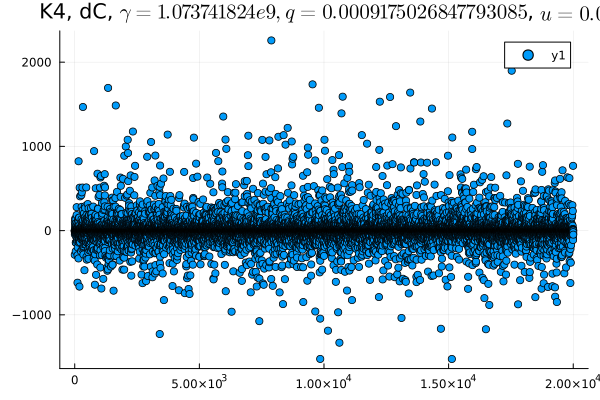 K4, dC, γ = 1.073741824e9, q = 0.0009175026847793085, u = 0.0
y1
2000
1000
0
−1000
0 5.00×10³ 1.00×10⁴ 1.50×10⁴ 2.00×10⁴